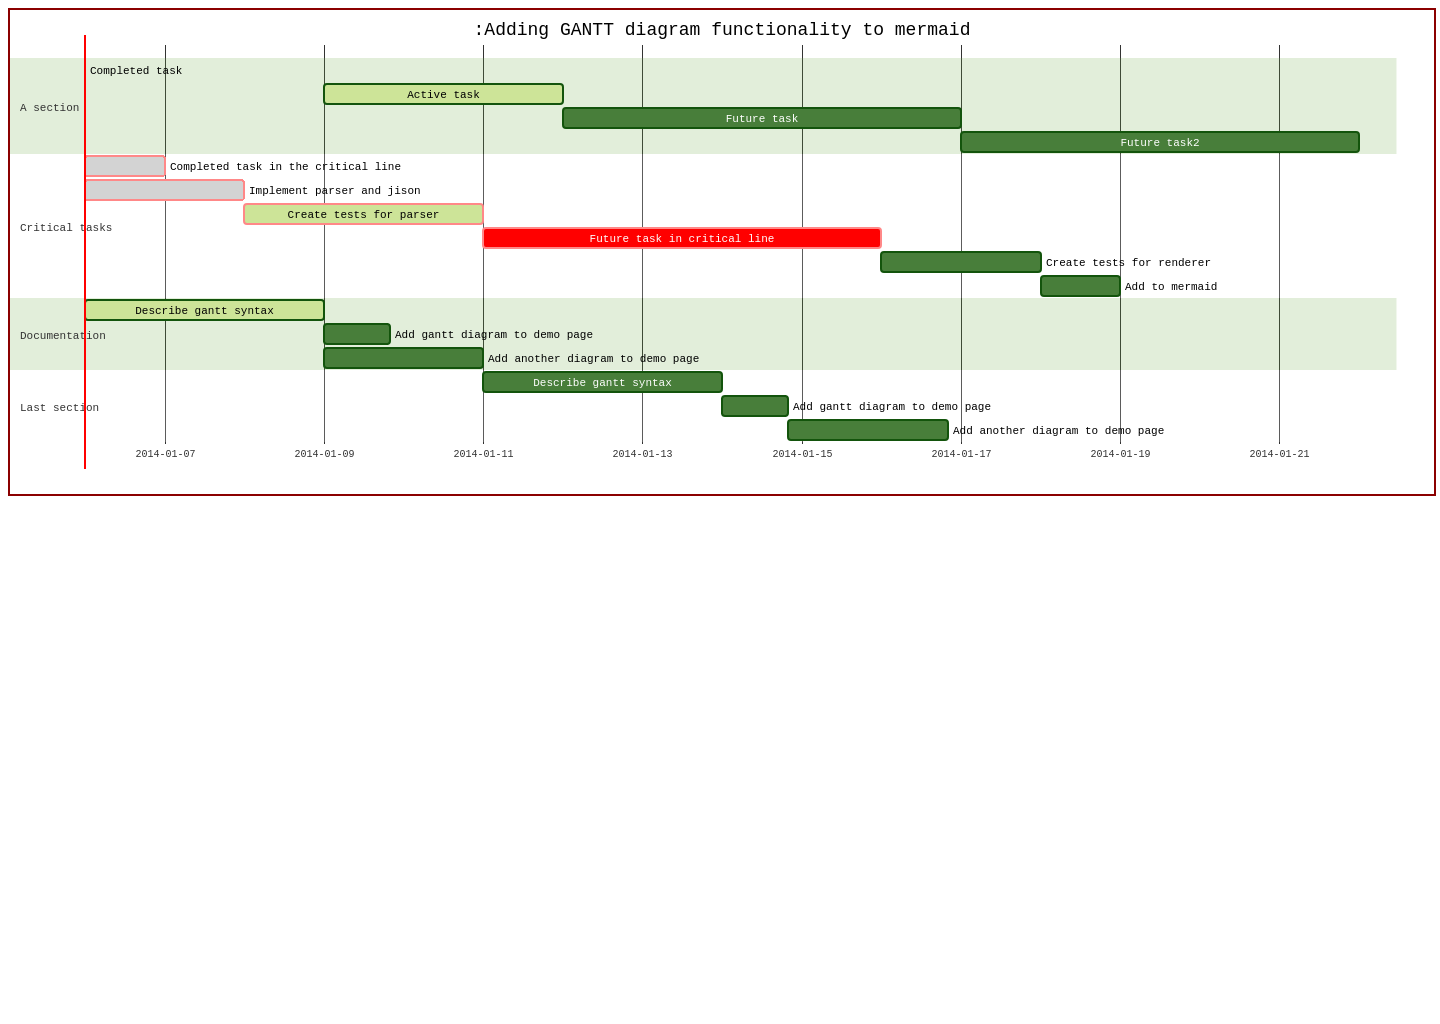 :Adding GANTT diagram functionality to mermaid
Completed task
Active task
A section
Future task
Future task2
Completed task in the critical line
Implement parser and jison
Create tests for parser
Critical tasks
Future task in critical line
Create tests for renderer
Add to mermaid
Describe gantt syntax
Documentation
Add gantt diagram to demo page
Add another diagram to demo page
Describe gantt syntax
Last section
Add gantt diagram to demo page
Add another diagram to demo page
2014-01-07 2014-01-09 2014-01-11 2014-01-13 2014-01-15 2014-01-17 2014-01-19 2014-01-21